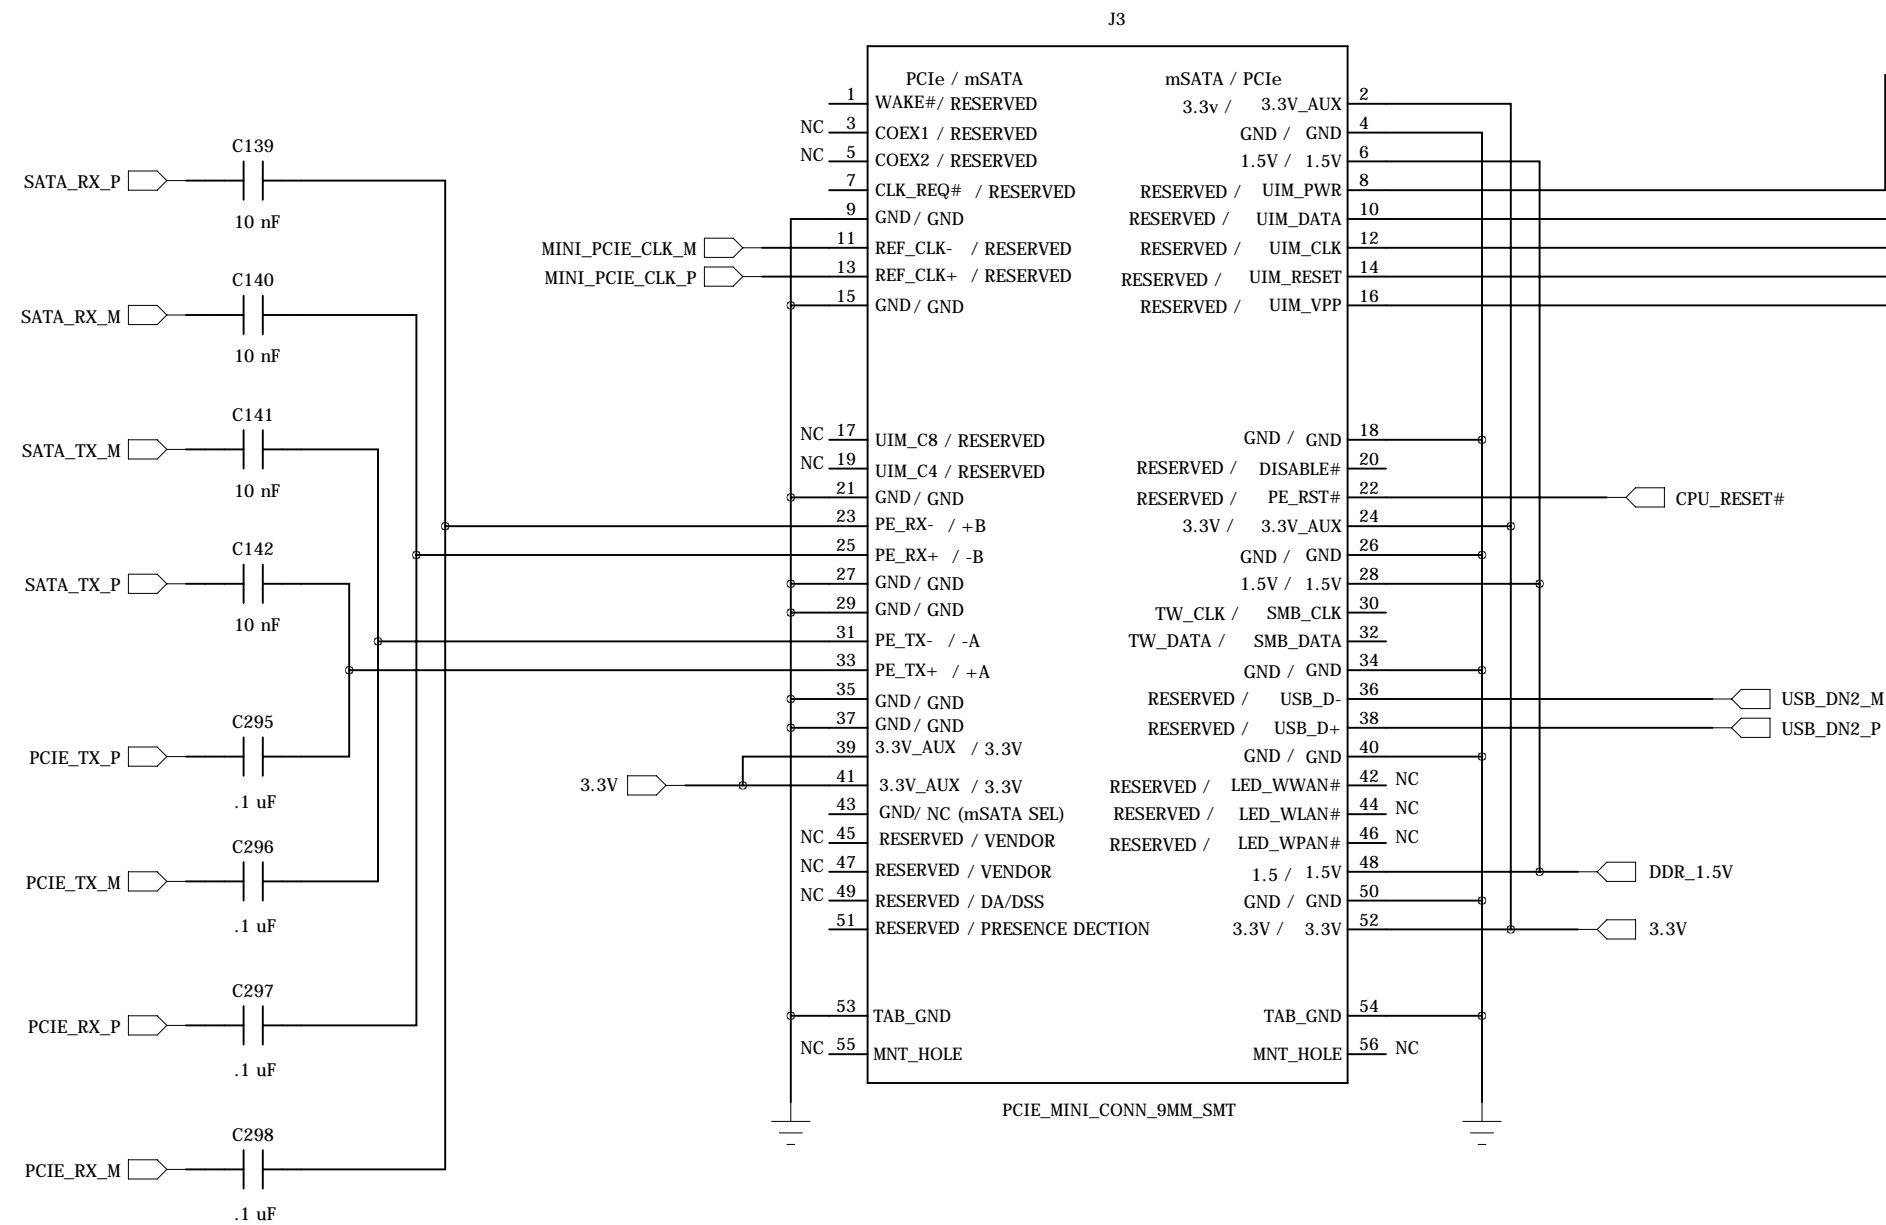 J3
PCIe / mSATA mSATA / PCIe
1 WAKE#/ RESERVED 3.3v / 3.3V_AUX 2
NC 3 COEX1 / RESERVED GND / GND 4
C139
NC 5 COEX2 / RESERVED 1.5V / 1.5V 6
SATA_RX_P
7 CLK_REQ# / RESERVED RESERVED / UIM_PWR 8
10 nF
9 GND/ GND RESERVED / UIM_DATA 10
MINI_PCIE_CLK_M 11 REF_CLK- / RESERVED RESERVED / UIM_CLK 12
MINI_PCIE_CLK_P 13 REF_CLK+ / RESERVED RESERVED / UIM_RESET 14
C140
15 GND/ GND RESERVED / UIM_VPP 16
SATA_RX_M
10 nF
C141
NC 17 UIM_C8 / RESERVED GND / GND 18
SATA_TX_M
NC 19 UIM_C4 / RESERVED RESERVED / DISABLE# 20
10 nF
21 GND/ GND RESERVED / PE_RST# 22 CPU_RESET#
23 PE_RX- / +B 3.3V / 3.3V_AUX 24
C142
25 PE_RX+ / -B GND / GND 26
SATA_TX_P
27 GND/ GND 1.5V / 1.5V 28
29 GND/ GND TW_CLK / SMB_CLK 30
10 nF
31 PE_TX- / -A TW_DATA / SMB_DATA 32
33 PE_TX+ / +A GND / GND 34
35 GND/ GND RESERVED / USB_D- 36 USB_DN2_M
C295
37 GND/ GND RESERVED / USB_D+ 38 USB_DN2_P
PCIE_TX_P
39 3.3V_AUX / 3.3V GND / GND 40
3.3V 41 3.3V_AUX / 3.3V RESERVED / LED_WWAN# 42 NC
.1 uF
43 GND/ NC (mSATA SEL) RESERVED / LED_WLAN# 44 NC
C296
NC 45 RESERVED / VENDOR RESERVED / LED_WPAN# 46 NC
PCIE_TX_M
NC 47 RESERVED / VENDOR 1.5 / 1.5V 48 DDR_1.5V
NC 49 RESERVED / DA/DSS GND / GND 50
.1 uF
51 RESERVED / PRESENCE DECTION 3.3V / 3.3V 52 3.3V
C297
53 TAB_GND TAB_GND 54
PCIE_RX_P
NC 55 MNT_HOLE MNT_HOLE 56 NC
.1 uF
PCIE_MINI_CONN_9MM_SMT
C298
PCIE_RX_M
.1 uF